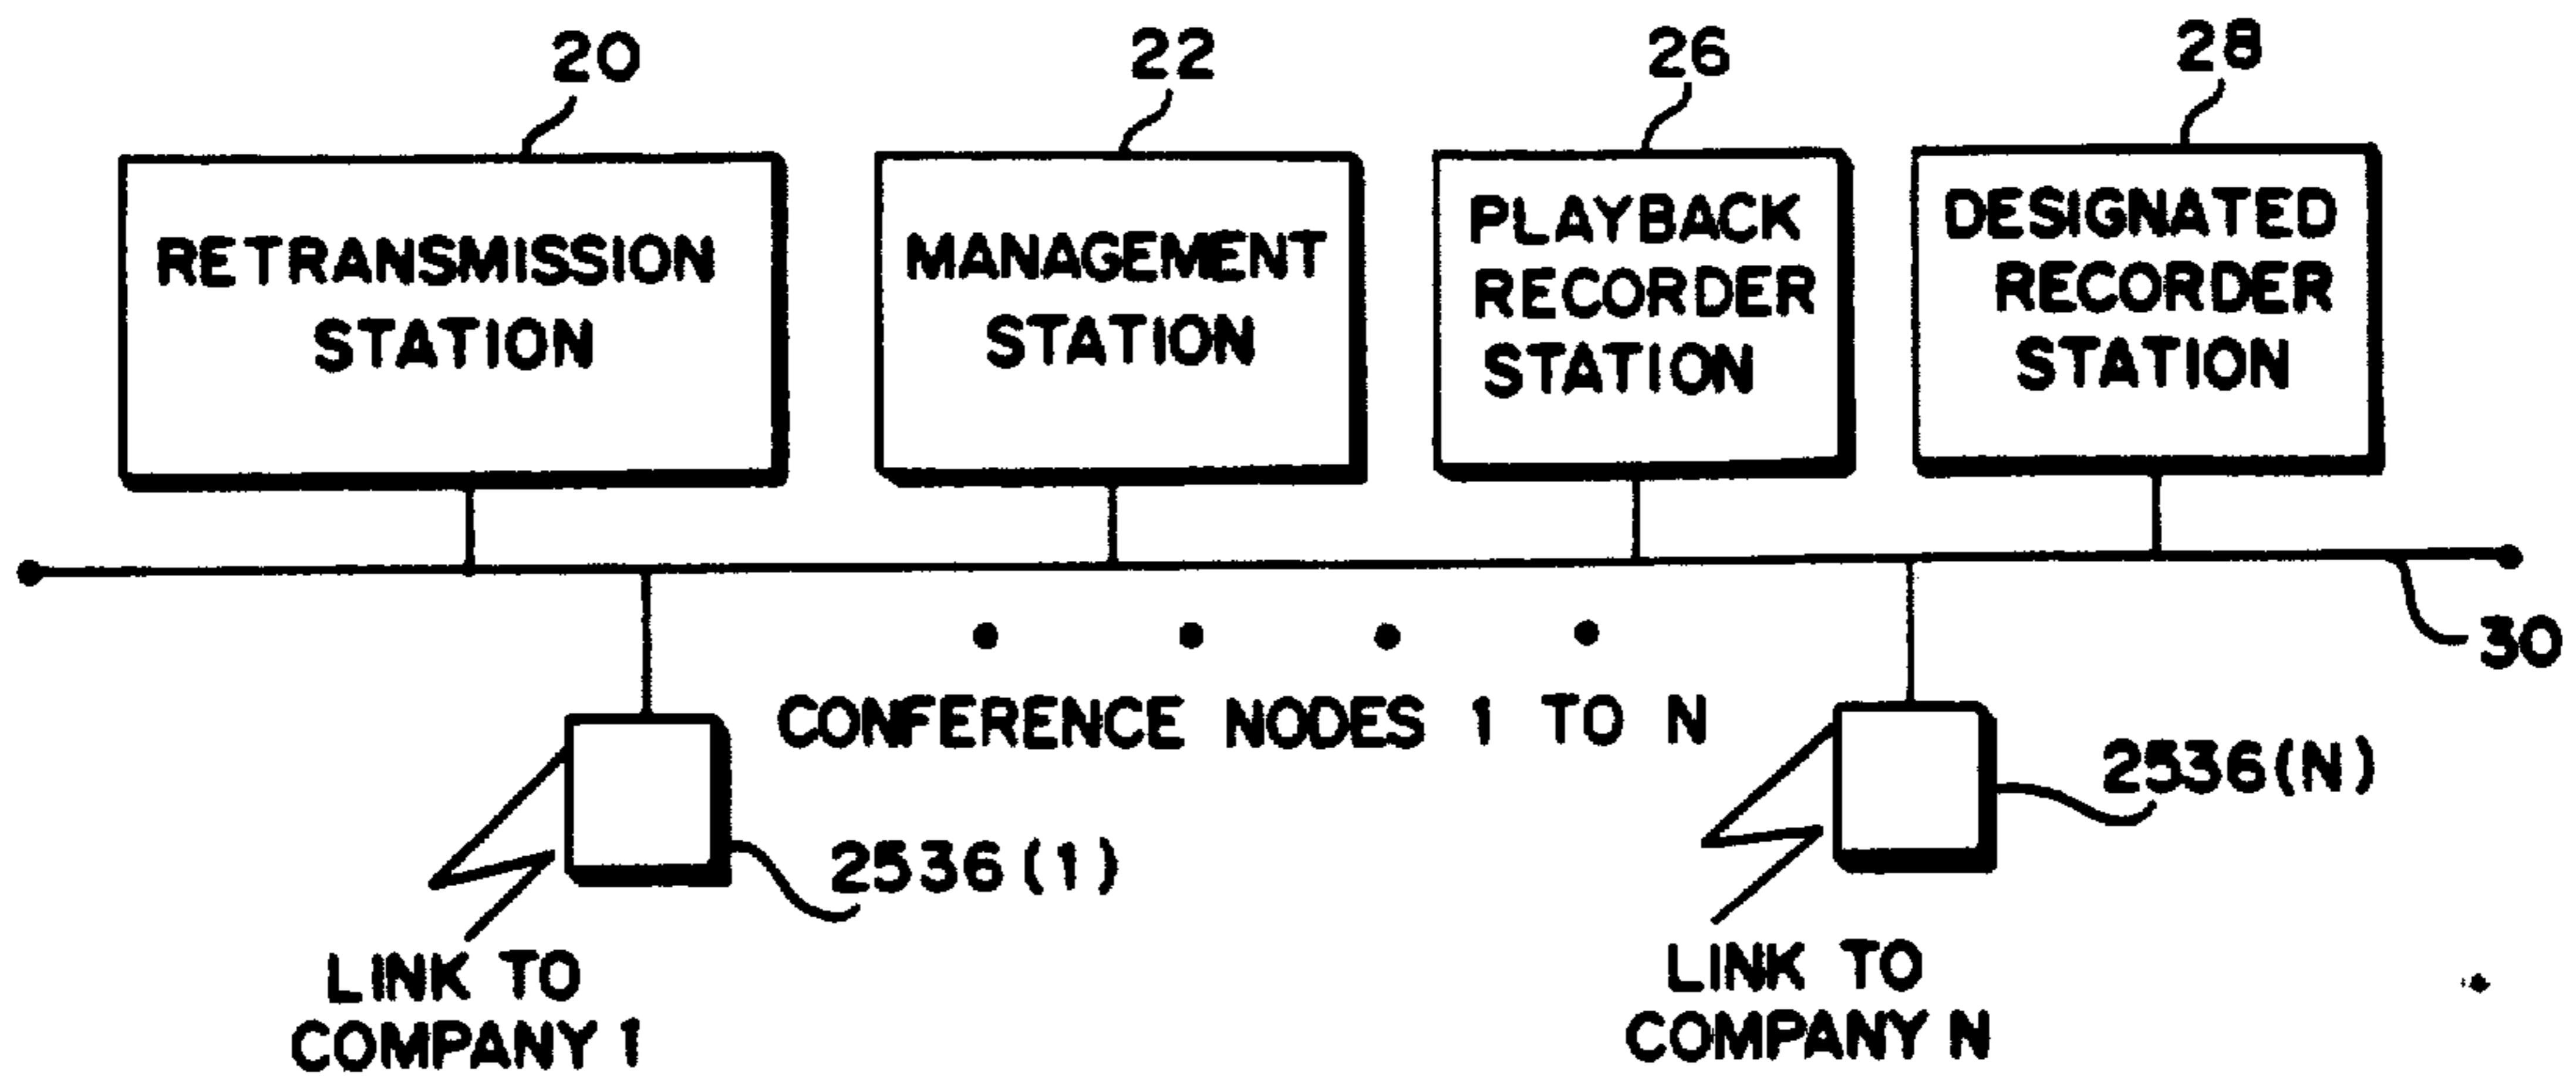 20
22
26
28
RETRANSMISSION
STATION
MANAGEMENT
STATION
PLAYBACK
RECORDER
STATION
DESIGNATED
RECORDER
STATION
30
CONFERENCE NODES 1 TO N
2536(1)
2536(N)
LINK TO
COMPANY 1
LINK TO
COMPANY N